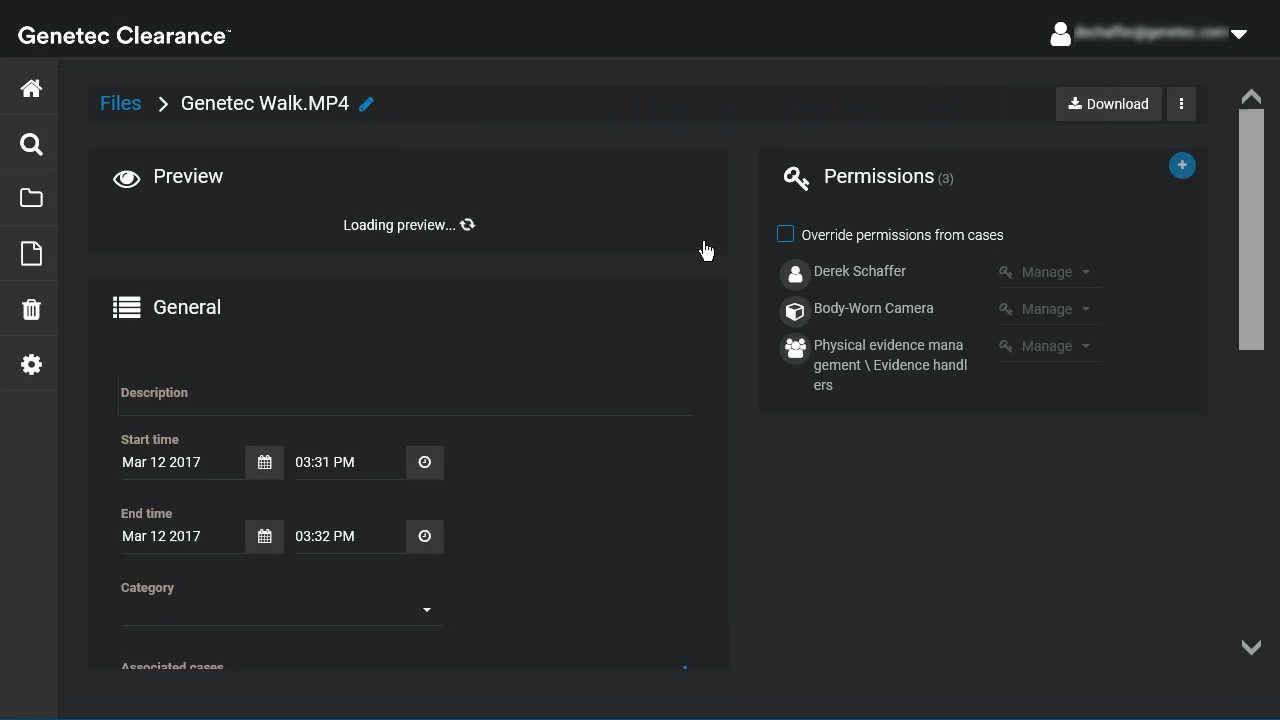 Genetec Clearance™
Files > Genetec Walk.MP4
Download
Preview
Loading preview...
Permissions (3)
Override permissions from cases
Derek Schaffer
Manage
Body-Worn Camera
Manage
Physical evidence mana
gement \ Evidence handl
ers
Manage
General
Description
Start time
Mar 12 2017
03:31 PM
End time
Mar 12 2017
03:32 PM
Category
Associated cases